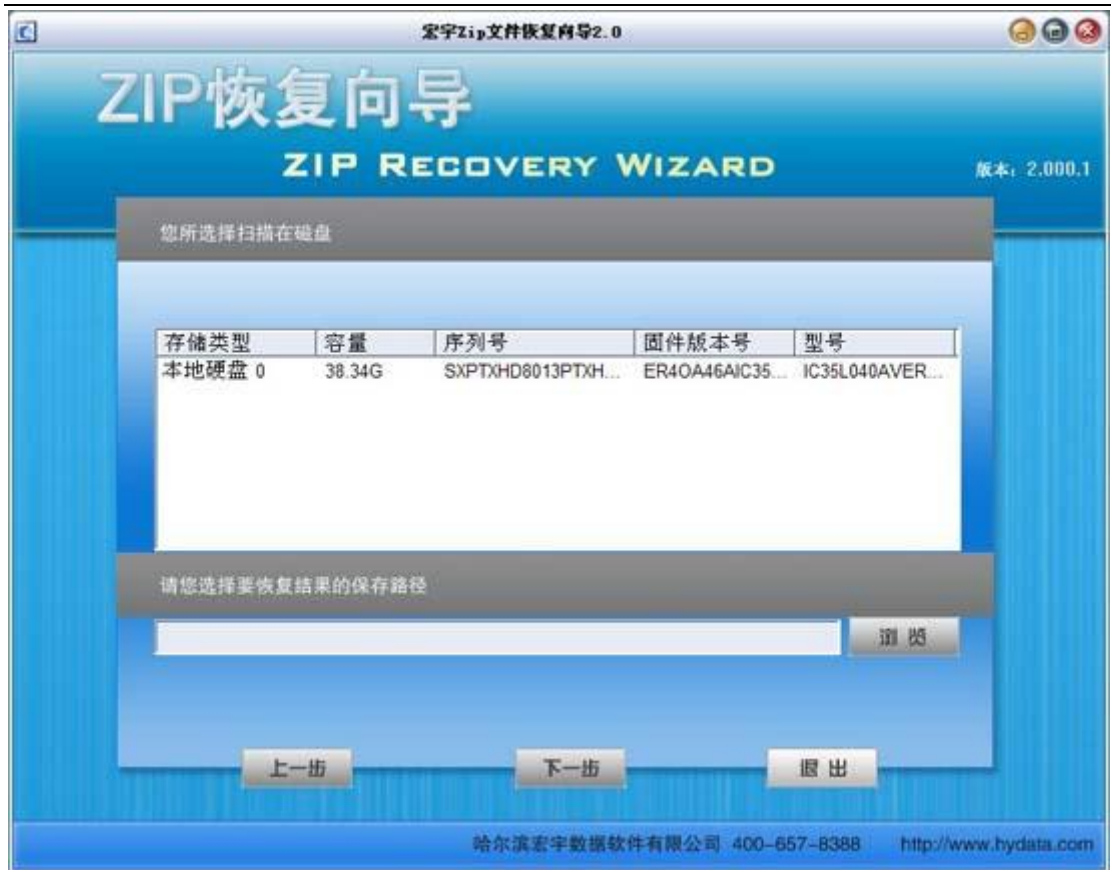 宏宇Zip文件恢复向导2.0
ZIP恢复向导
ZIP RECOVERY WIZARD
版本: 2.000.1
您所选择扫描在磁盘
存储类型 容量 序列号 固件版本号 型号
本地硬盘 0 38.34G SXPTXHD8013PTXH... ER4OA46AIC35... IC35L040AVER...
请您选择要恢复结果的保存路径
浏 览
上一步 下一步 退 出
哈尔滨宏宇数据软件有限公司 400-657-8388 http://www.hydata.com